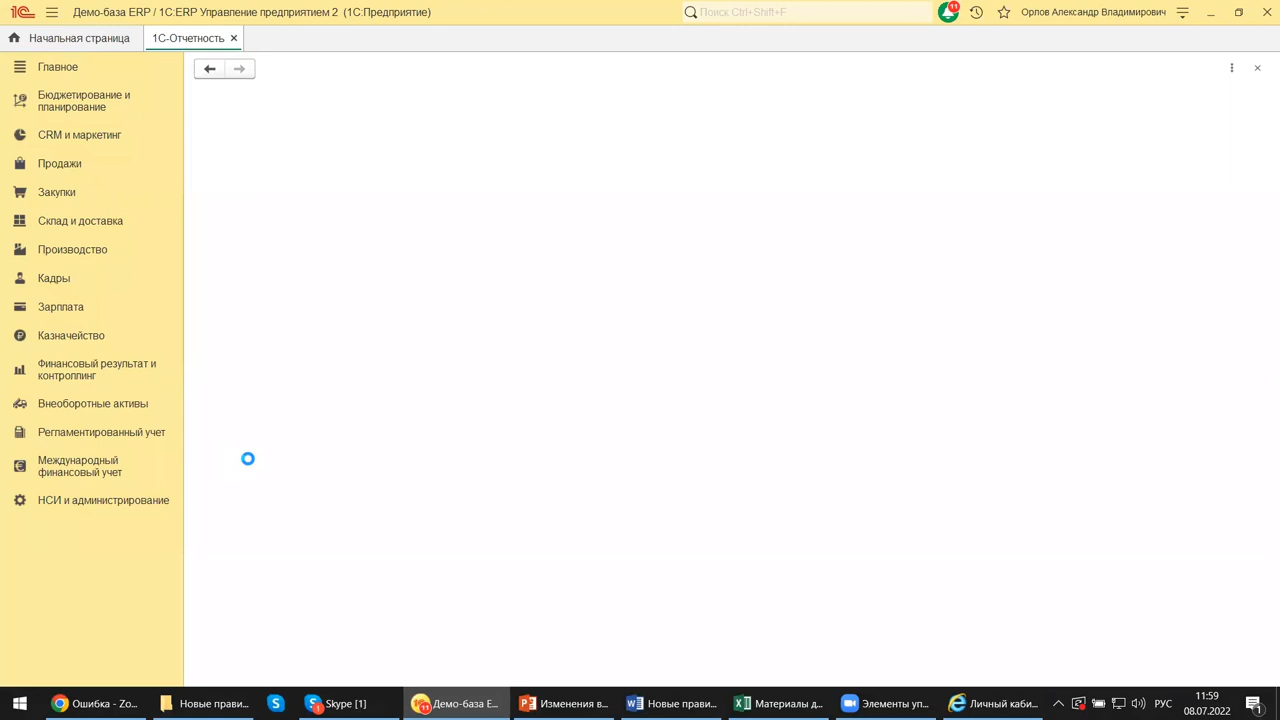 Демо-база ERP / 1С:ERP Управление предприятием 2 (1С:Предприятие)
Поиск Ctrl+Shift+F
11
Орлов Александр Владимирович
Начальная страница
1С-Отчетность
Главное
Бюджетирование и
планирование
CRM и маркетинг
Продажи
Закупки
Склад и доставка
Производство
Кадры
Зарплата
Казначейство
Финансовый результат и
контроллинг
Внеоборотные активы
Регламентированный учет
Международный
финансовый учет
НСИ и администрирование
Ошибка - Zo...
Новые прави...
Skype [1]
Демо-база E...
Изменения в...
Новые прави...
Материалы д...
Элементы уп...
Личный каби...
РУС
11:59
08.07.2022